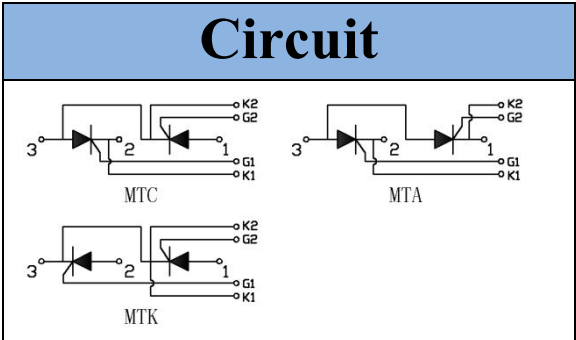 Circuit
K2 K2
G2 G2
3 2 1 3 2 1
G1 G1
K1 K1
MTC MTA
K2
G2
3 2 1
G1
K1
MTK